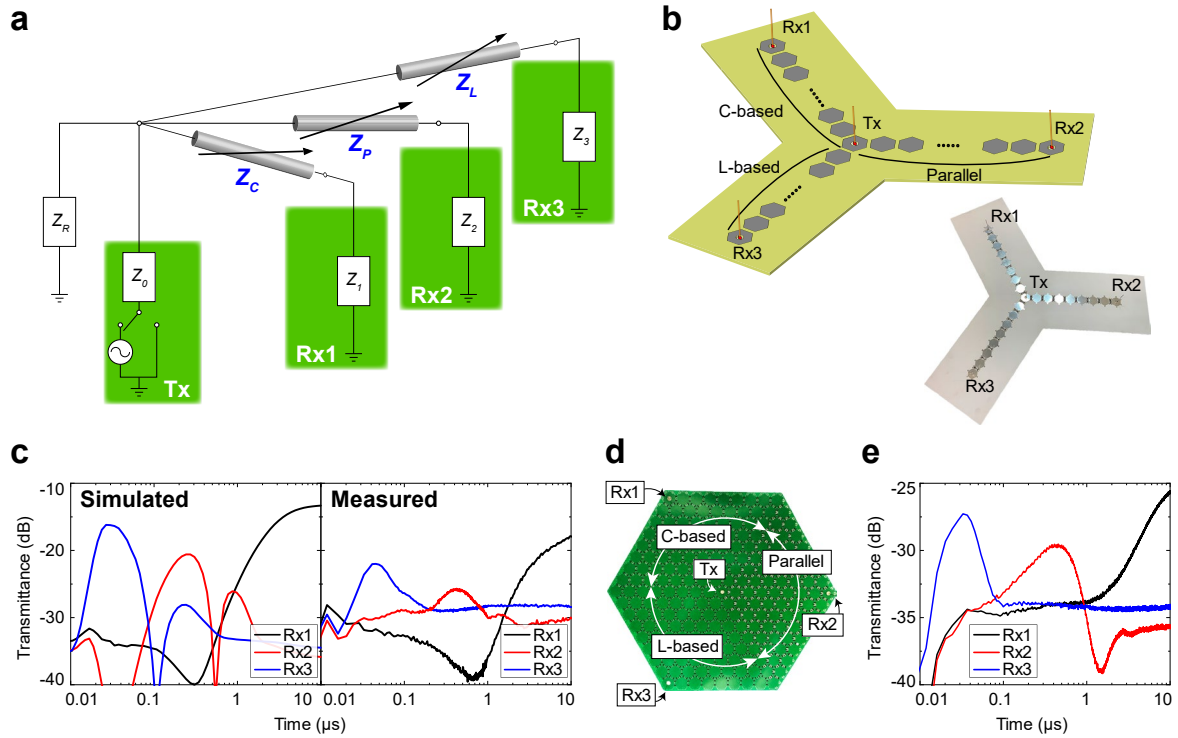 a
Z_L
Z_P
Z_C
Z_3
Rx3
Z_R
Z_2
Rx2
Z_0
Z_1
Rx1
Tx
b
Rx1
C-based
Tx
Rx2
L-based
Parallel
Rx3
Rx1
Tx
Rx2
Rx3
c
Transmittance (dB)
-10
-20
-30
-40
Simulated
Rx1
Rx2
Rx3
Measured
Rx1
Rx2
Rx3
0.01 0.1 1 0.01 0.1 1 10
Time (µs)
d
Rx1
C-based
Tx
Parallel
Rx2
L-based
Rx3
e
Transmittance (dB)
-25
-30
-35
-40
Rx1
Rx2
Rx3
0.01 0.1 1 10
Time (µs)